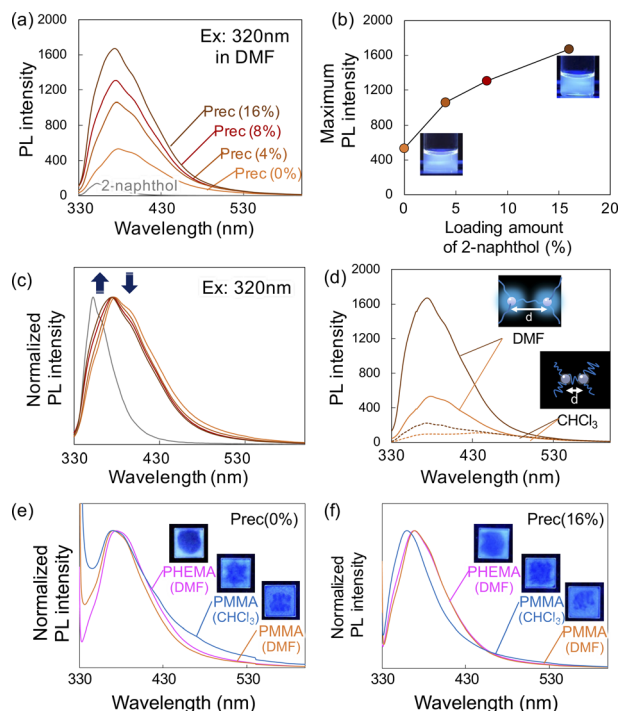 (a)
2000
1600
1200
800
400
0
PL intensity
Ex: 320nm
in DMF
Prec (16%)
Prec (8%)
Prec (4%)
Prec (0%)
2-naphthol
330
430
530
Wavelength (nm)
(b)
2000
1600
1200
800
400
0
Maximum
PL intensity
0
5
10
15
20
Loading amount
of 2-naphthol (%)
(c)
Normalized
PL intensity
Ex: 320nm
330
430
530
Wavelength (nm)
(d)
2000
1600
1200
800
400
0
PL intensity
d
DMF
d
CHCl₃
330
430
530
Wavelength (nm)
(e)
Normalized
PL intensity
Prec(0%)
PHEMA
(DMF)
PMMA
(CHCl₃)
PMMA
(DMF)
330
430
530
Wavelength (nm)
(f)
Normalized
PL intensity
Prec(16%)
PHEMA
(DMF)
PMMA
(CHCl₃)
PMMA
(DMF)
330
430
530
Wavelength (nm)